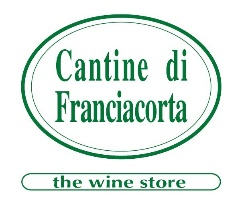 Cantine di
Franciacorta
the wine store